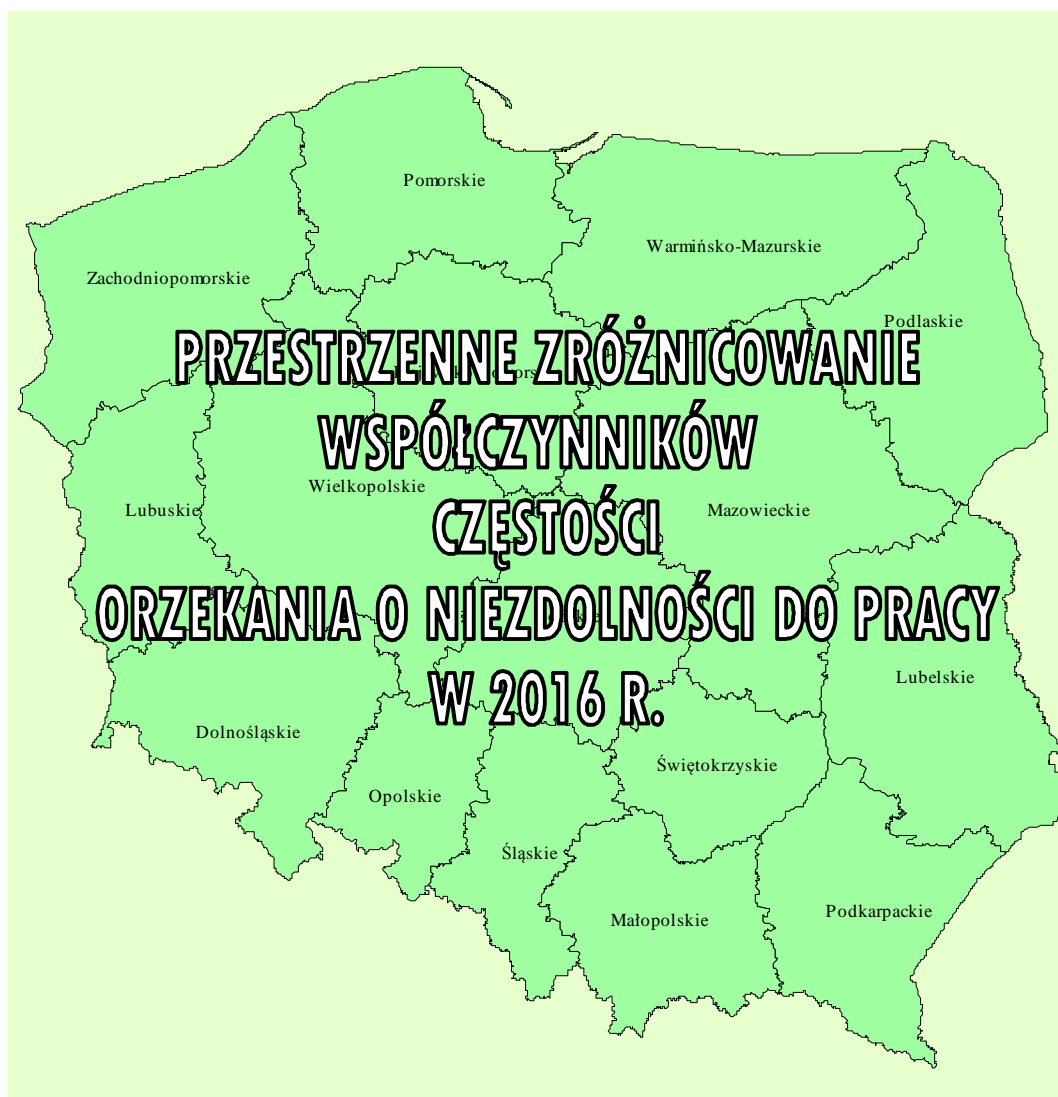 Pomorskie
Warmińsko-Mazurskie
Zachodniopomorskie
Podlaskie
PRZESTRZENNE ZRÓŻNICOWANIE
WSPÓŁCZYNNIKÓW
Wielkopolskie
Lubuskie
Mazowieckie
CZĘSTOŚCI
ORZEKANIA O NIEZDOLNOŚCI DO PRACY
Lubelskie
W 2016 R.
Dolnośląskie
Świętokrzyskie
Opolskie
Śląskie
Małopolskie
Podkarpackie